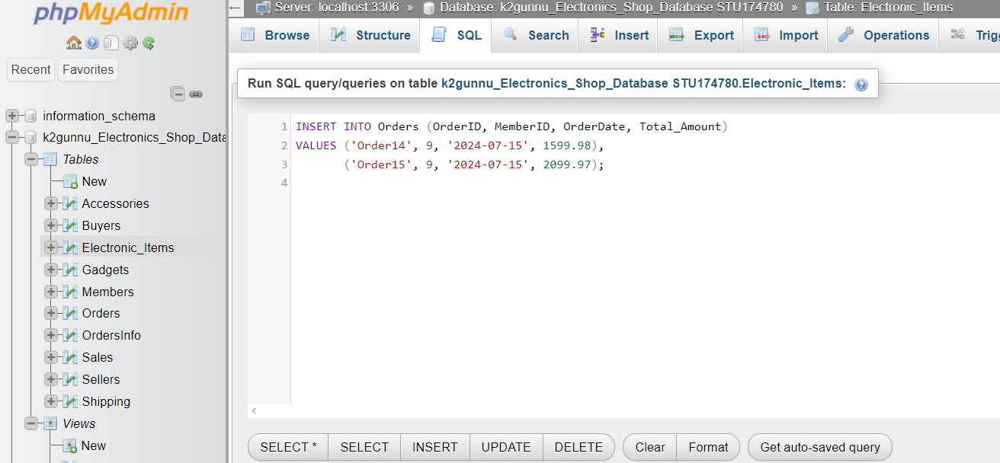 phpMyAdmin
Recent Favorites
information_schema
k2gunnu_Electronics_Shop_Data
Tables
New
Accessories
Buyers
Electronic_Items
Gadgets
Members
Orders
OrdersInfo
Sales
Sellers
Shipping
Views
New
← Server: localhost:3306 » Database: k2gunnu_Electronics_Shop_Database STU174780 » Table: Electronic_Items
Browse Structure SQL Search Insert Export Import Operations Trig
Run SQL query/queries on table k2gunnu_Electronics_Shop_Database STU174780.Electronic_Items:
1 INSERT INTO Orders (OrderID, MemberID, OrderDate, Total_Amount)
2 VALUES ('Order14', 9, '2024-07-15', 1599.98),
3 ('Order15', 9, '2024-07-15', 2099.97);
4
SELECT * SELECT INSERT UPDATE DELETE Clear Format Get auto-saved query